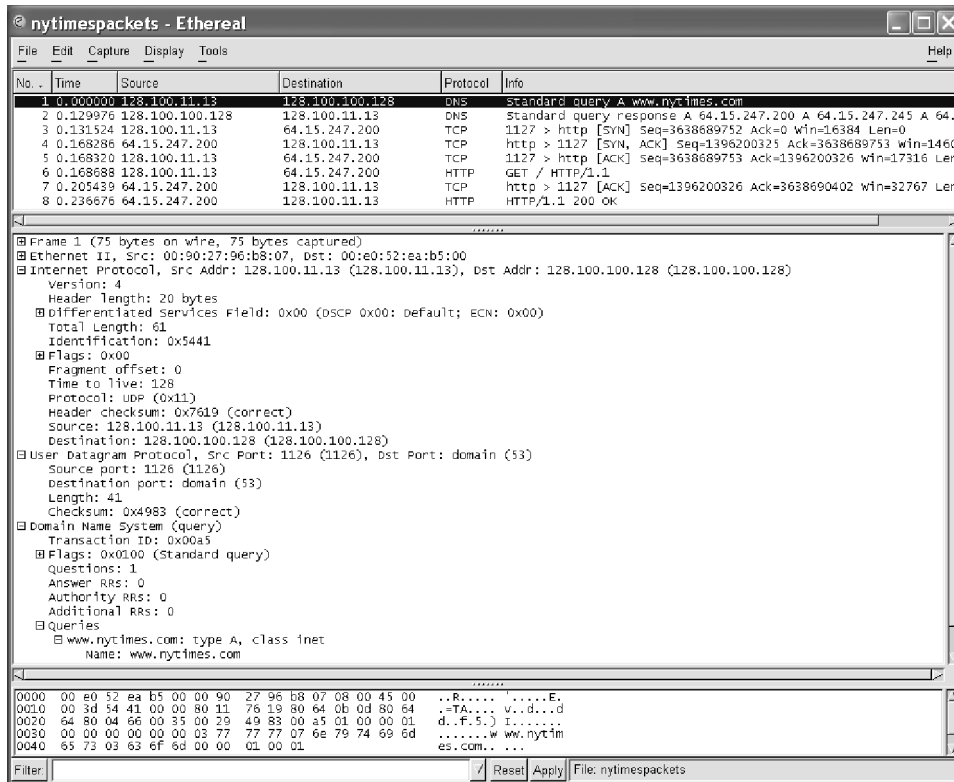 nytimespackets - Ethereal
File Edit Capture Display Tools Help
No. . Time Source Destination Protocol Info
1 0.000000 128.100.11.13 128.100.100.128 DNS Standard query A www.nytimes.com
2 0.129976 128.100.100.128 128.100.11.13 DNS Standard query response A 64.15.247.200 A 64.15.247.245 A 64.
3 0.131524 128.100.11.13 64.15.247.200 TCP 1127 > http [SYN] Seq=3638689752 Ack=0 Win=16384 Len=0
4 0.168286 64.15.247.200 128.100.11.13 TCP http > 1127 [SYN, ACK] Seq=1396200325 Ack=3638689753 Win=1460
5 0.168320 128.100.11.13 64.15.247.200 TCP 1127 > http [ACK] Seq=3638689753 Ack=1396200326 Win=17316 Len
6 0.168688 128.100.11.13 64.15.247.200 HTTP GET / HTTP/1.1
7 0.205439 64.15.247.200 128.100.11.13 TCP http > 1127 [ACK] Seq=1396200326 Ack=3638690402 Win=32767 Len
8 0.236676 64.15.247.200 128.100.11.13 HTTP HTTP/1.1 200 OK
Frame 1 (75 bytes on wire, 75 bytes captured)
Ethernet II, Src: 00:90:27:96:b8:07, Dst: 00:e0:52:ea:b5:00
Internet Protocol, Src Addr: 128.100.11.13 (128.100.11.13), Dst Addr: 128.100.100.128 (128.100.100.128)
Version: 4
Header length: 20 bytes
Differentiated Services Field: 0x00 (DSCP 0x00: Default; ECN: 0x00)
Total Length: 61
Identification: 0x5441
Flags: 0x00
Fragment offset: 0
Time to live: 128
Protocol: UDP (0x11)
Header checksum: 0x7619 (correct)
Source: 128.100.11.13 (128.100.11.13)
Destination: 128.100.100.128 (128.100.100.128)
User Datagram Protocol, Src Port: 1126 (1126), Dst Port: domain (53)
Source port: 1126 (1126)
Destination port: domain (53)
Length: 41
Checksum: 0x4983 (correct)
Domain Name System (query)
Transaction ID: 0x00a5
Flags: 0x0100 (Standard query)
Questions: 1
Answer RRs: 0
Authority RRs: 0
Additional RRs: 0
Queries
www.nytimes.com: type A, class inet
Name: www.nytimes.com
0000 00 e0 52 ea b5 00 00 90 27 96 b8 07 08 00 45 00 ..R..... '.....E.
0010 00 3d 54 41 00 00 80 11 76 19 80 64 0b 0d 80 64 .=TA.... v..d...d
0020 64 80 04 66 00 35 00 29 49 83 00 a5 01 00 00 01 d..f.5.) I.......
0030 00 00 00 00 00 00 03 77 77 77 07 6e 79 74 69 6d .......w ww.nytim
0040 65 73 03 63 6f 6d 00 00 01 00 01 es.com.. ...
Filter: Reset Apply File: nytimespackets